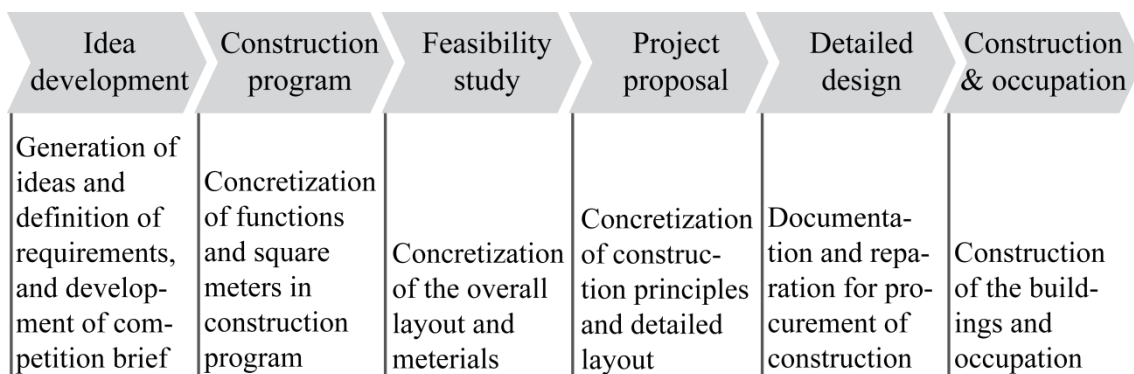 Idea
development
Construction
program
Feasibility
study
Project
proposal
Detailed
design
Construction
& occupation
Generation of
ideas and
definition of
requirements,
and develop-
ment of com-
petition brief
Concretization
of functions
and square
meters in
construction
program
Concretization
of the overall
layout and
meterials
Concretization
of construc-
tion principles
and detailed
layout
Documenta-
tion and repa-
ration for pro-
curement of
construction
Construction
of the build-
ings and
occupation